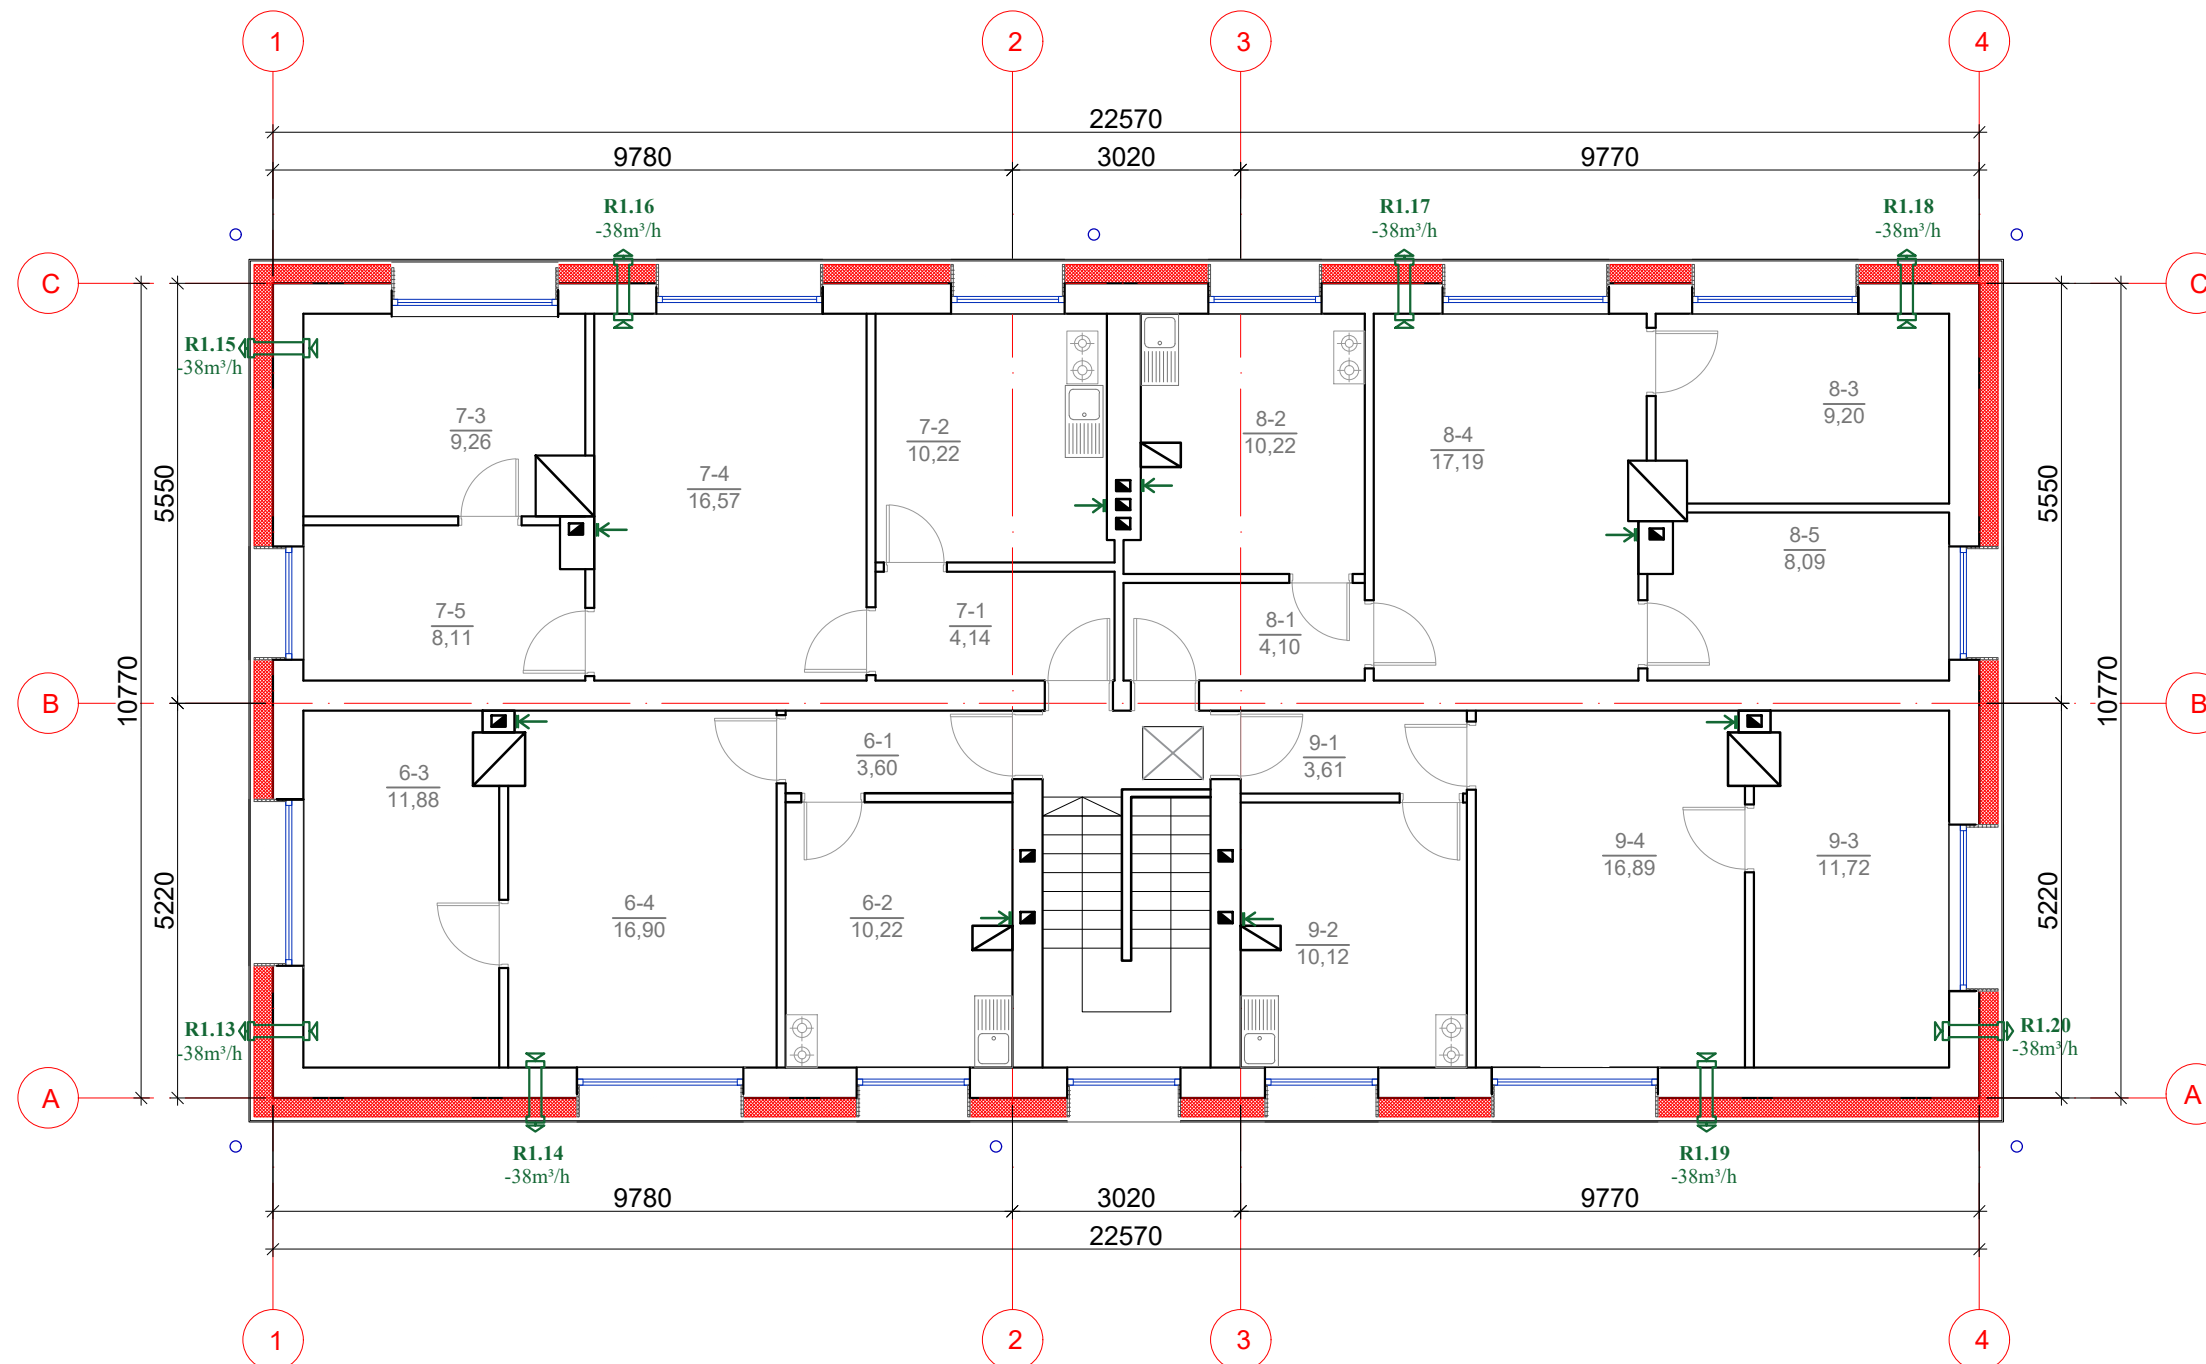 1
2
3
4
22570
9780
3020
9770
R1.16
-38m³/h
R1.17
-38m³/h
R1.18
-38m³/h
C
C
R1.15
-38m³/h
7-3
9,26
7-2
10,22
8-2
10,22
8-4
17,19
8-3
9,20
7-4
16,57
5550
5550
8-5
8,09
7-5
8,11
7-1
4,14
8-1
4,10
10770
10770
B
B
6-1
3,60
9-1
3,61
6-3
11,88
9-4
16,89
9-3
11,72
5220
5220
6-4
16,90
6-2
10,22
9-2
10,12
R1.13
-38m³/h
R1.20
-38m³/h
A
A
R1.14
-38m³/h
R1.19
-38m³/h
9780
3020
9770
22570
1
2
3
4